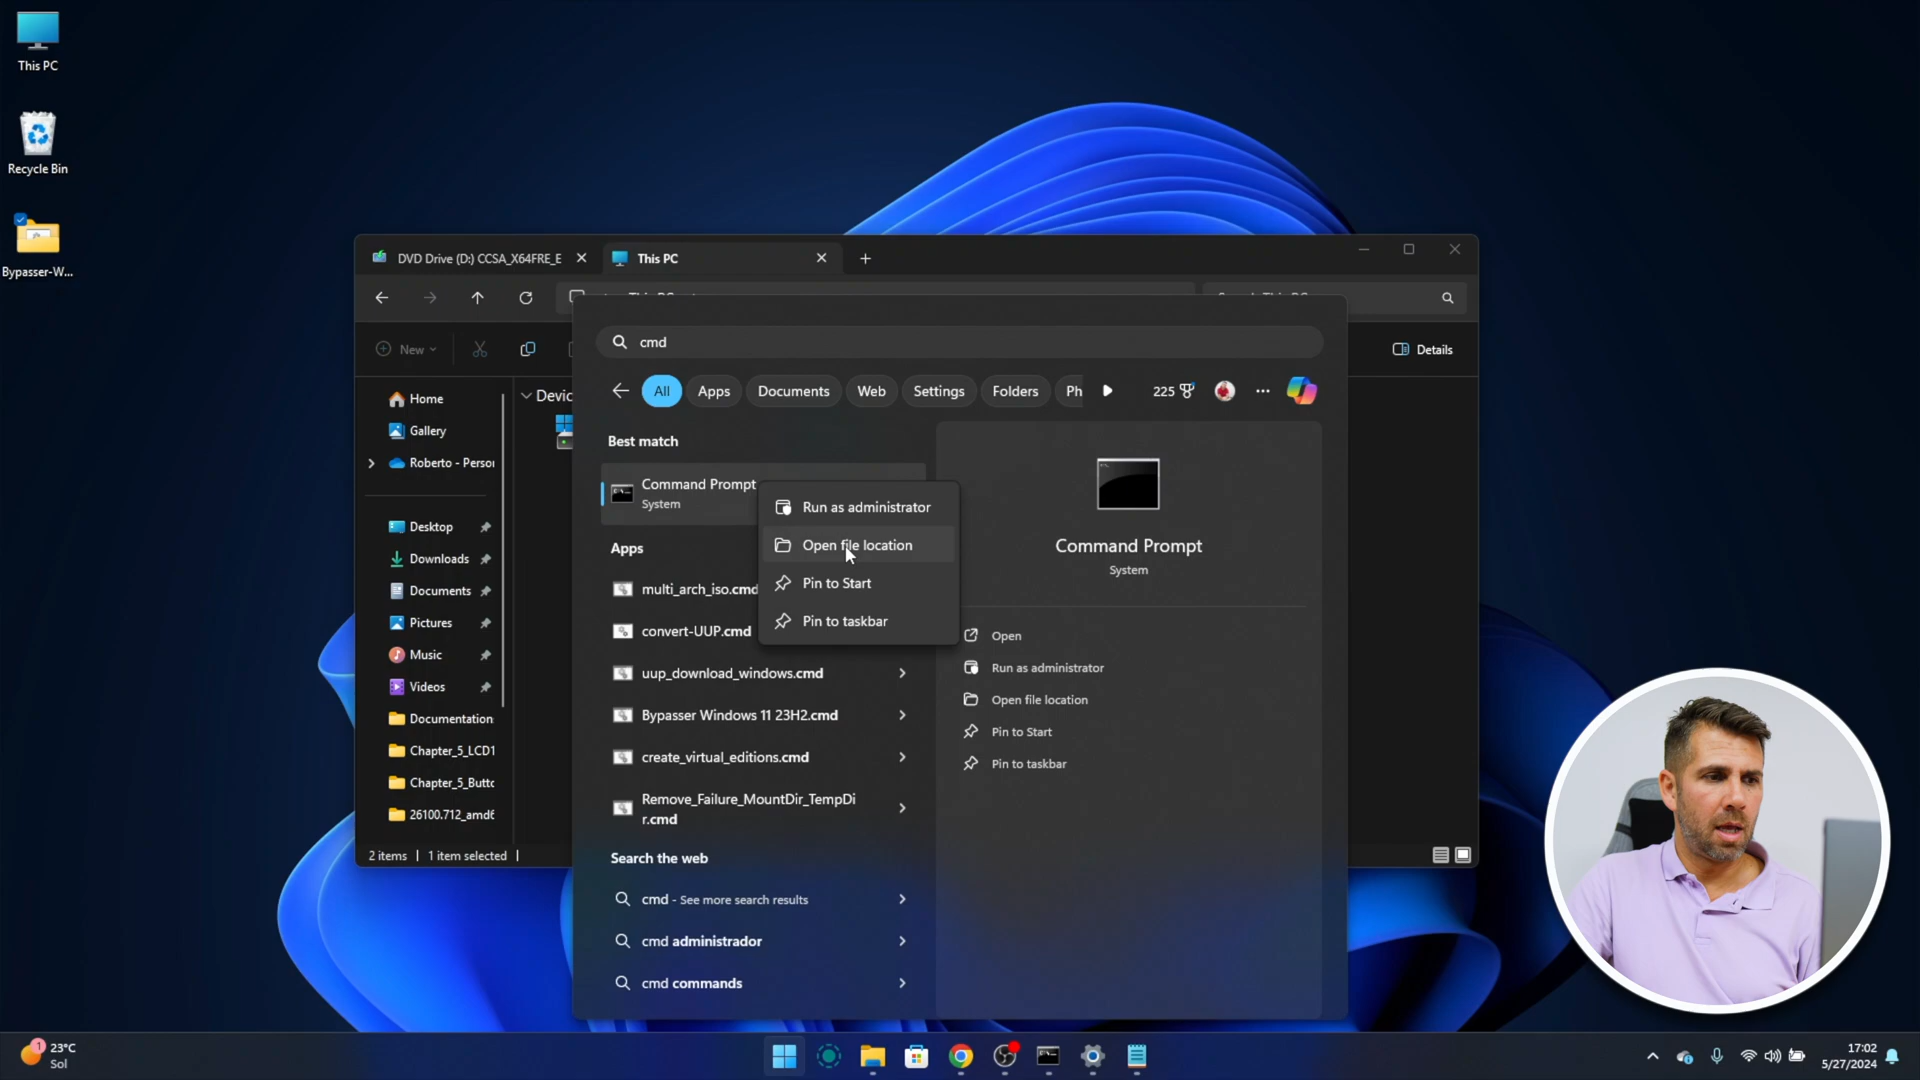 This PC
Recycle Bin
Bypasser-W...
DVD Drive (D:) CCSA_X64FRE_E
This PC
New
Details
Home
Gallery
Roberto - Person
Desktop
Downloads
Documents
Pictures
Music
Videos
Documentation
Chapter_5_LCD1
Chapter_5_Butto
26100.712_amd6
Devic
2 items
1 item selected
cmd
All
Apps
Documents
Web
Settings
Folders
Ph
225
Best match
Command Prompt
System
Apps
multi_arch_iso.cmd
convert-UUP.cmd
uup_download_windows.cmd
Bypasser Windows 11 23H2.cmd
create_virtual_editions.cmd
Remove_Failure_MountDir_TempDi
r.cmd
Search the web
cmd - See more search results
cmd administrador
cmd commands
Run as administrator
Open file location
Pin to Start
Pin to taskbar
Command Prompt
System
Open
Run as administrator
Open file location
Pin to Start
Pin to taskbar
1
23°C
Sol
17:02
5/27/2024